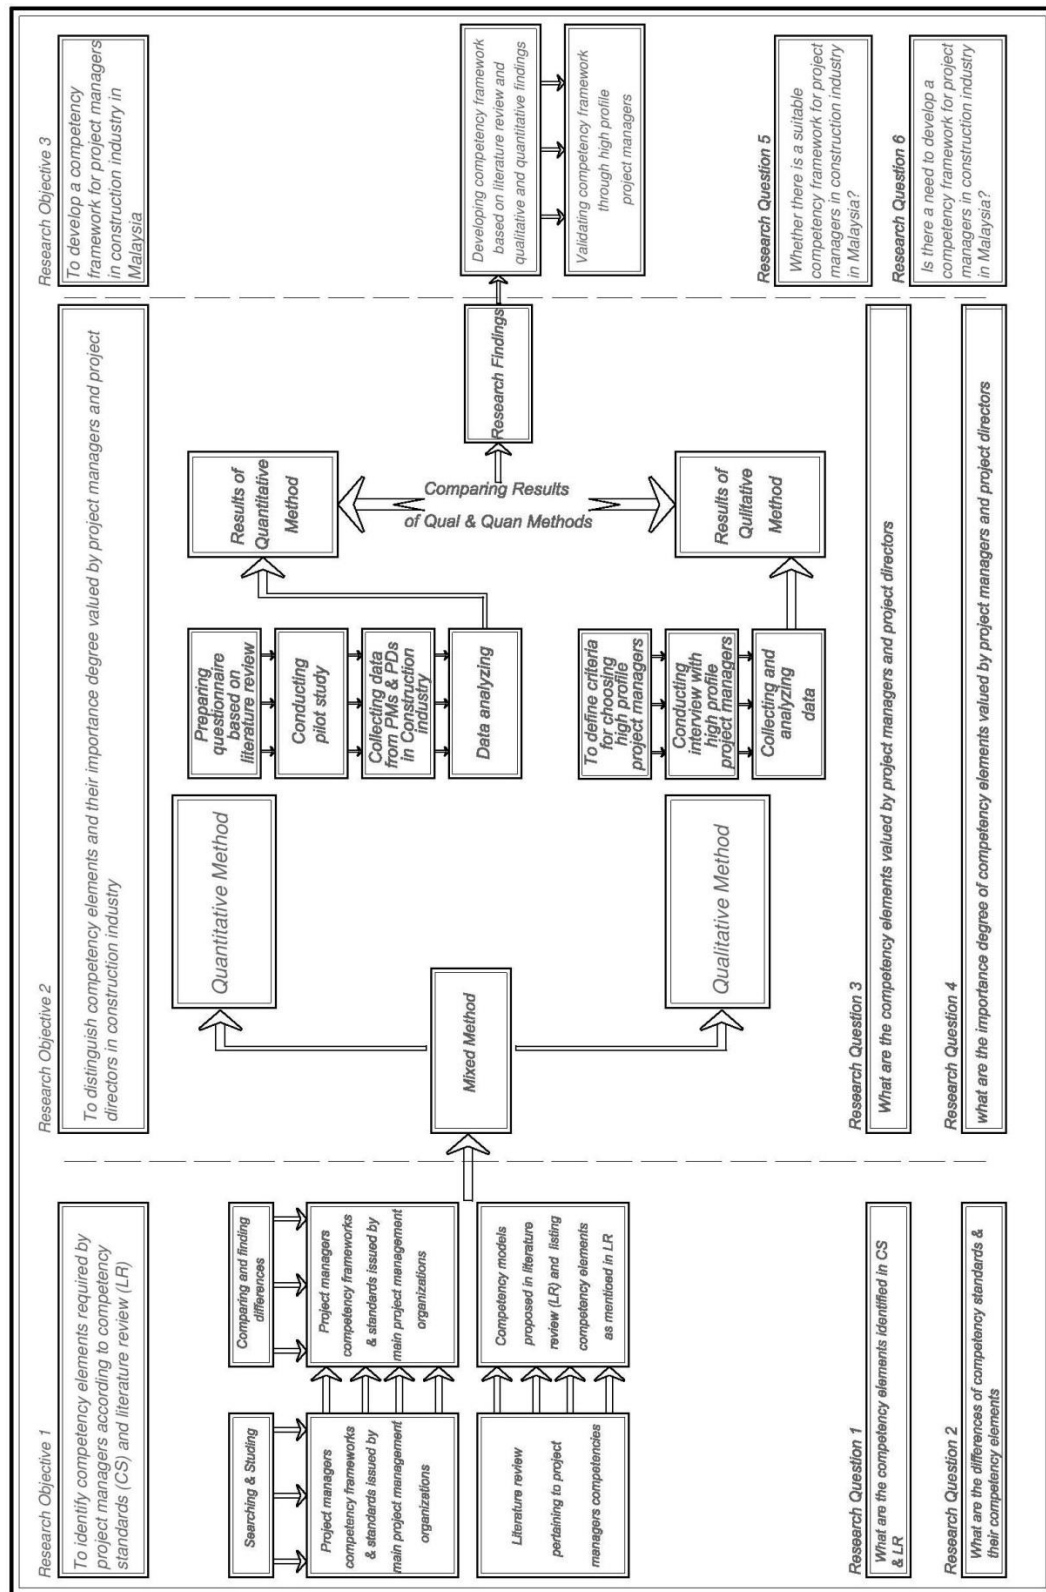 Research Objective 1
To identify competency elements required by
project managers according to competency
standards (CS) and literature review (LR)
Searching & Studing
Project managers
competency frameworks
& standards issued by
main project management
organizations
Literature review
pertaining to project
managers competencies
Comparing and finding
differences
Project managers
competency frameworks
& standards issued by
main project management
organizations
Competency models
proposed in literature
review (LR) and listing
competency elements
as mentioed in LR
Research Question 1
What are the competency elements identified in CS
& LR
Research Question 2
What are the differences of competency standards &
their competency elements
Research Objective 2
To distinguish competency elements and their importance degree valued by project managers and project
directors in construction industry
Mixed Method
Quantitative Method
Preparing
questionnaire
based on
literature review
Conducting
pilot study
Collecting data
from PMs & PDs
in Construction
industry
Data analyzing
Results of
Quantitative
Method
Qualitative Method
To define criteria
for choosing
high profile
project managers
Conducting
interview with
high profile
project managers
Collecting and
analyzing
data
Results of
Qulitative
Method
Comparing Results
of Qual & Quan Methods
Research Findings
Research Question 3
What are the competency elements valued by project managers and project directors
Research Question 4
what are the importance degree of competency elements valued by project managers and project directors
Research Objective 3
To develop a competency
framework for project managers
in construction industry in
Malaysia
Developing competency framework
based on literature review and
qualitative and quantitative findings
Validating competency framework
through high profile
project managers
Research Question 5
Whether there is a suitable
competency framework for project
managers in construction industry
in Malaysia?
Research Question 6
Is there a need to develop a
competency framework for project
managers in construction industry
in Malaysia?